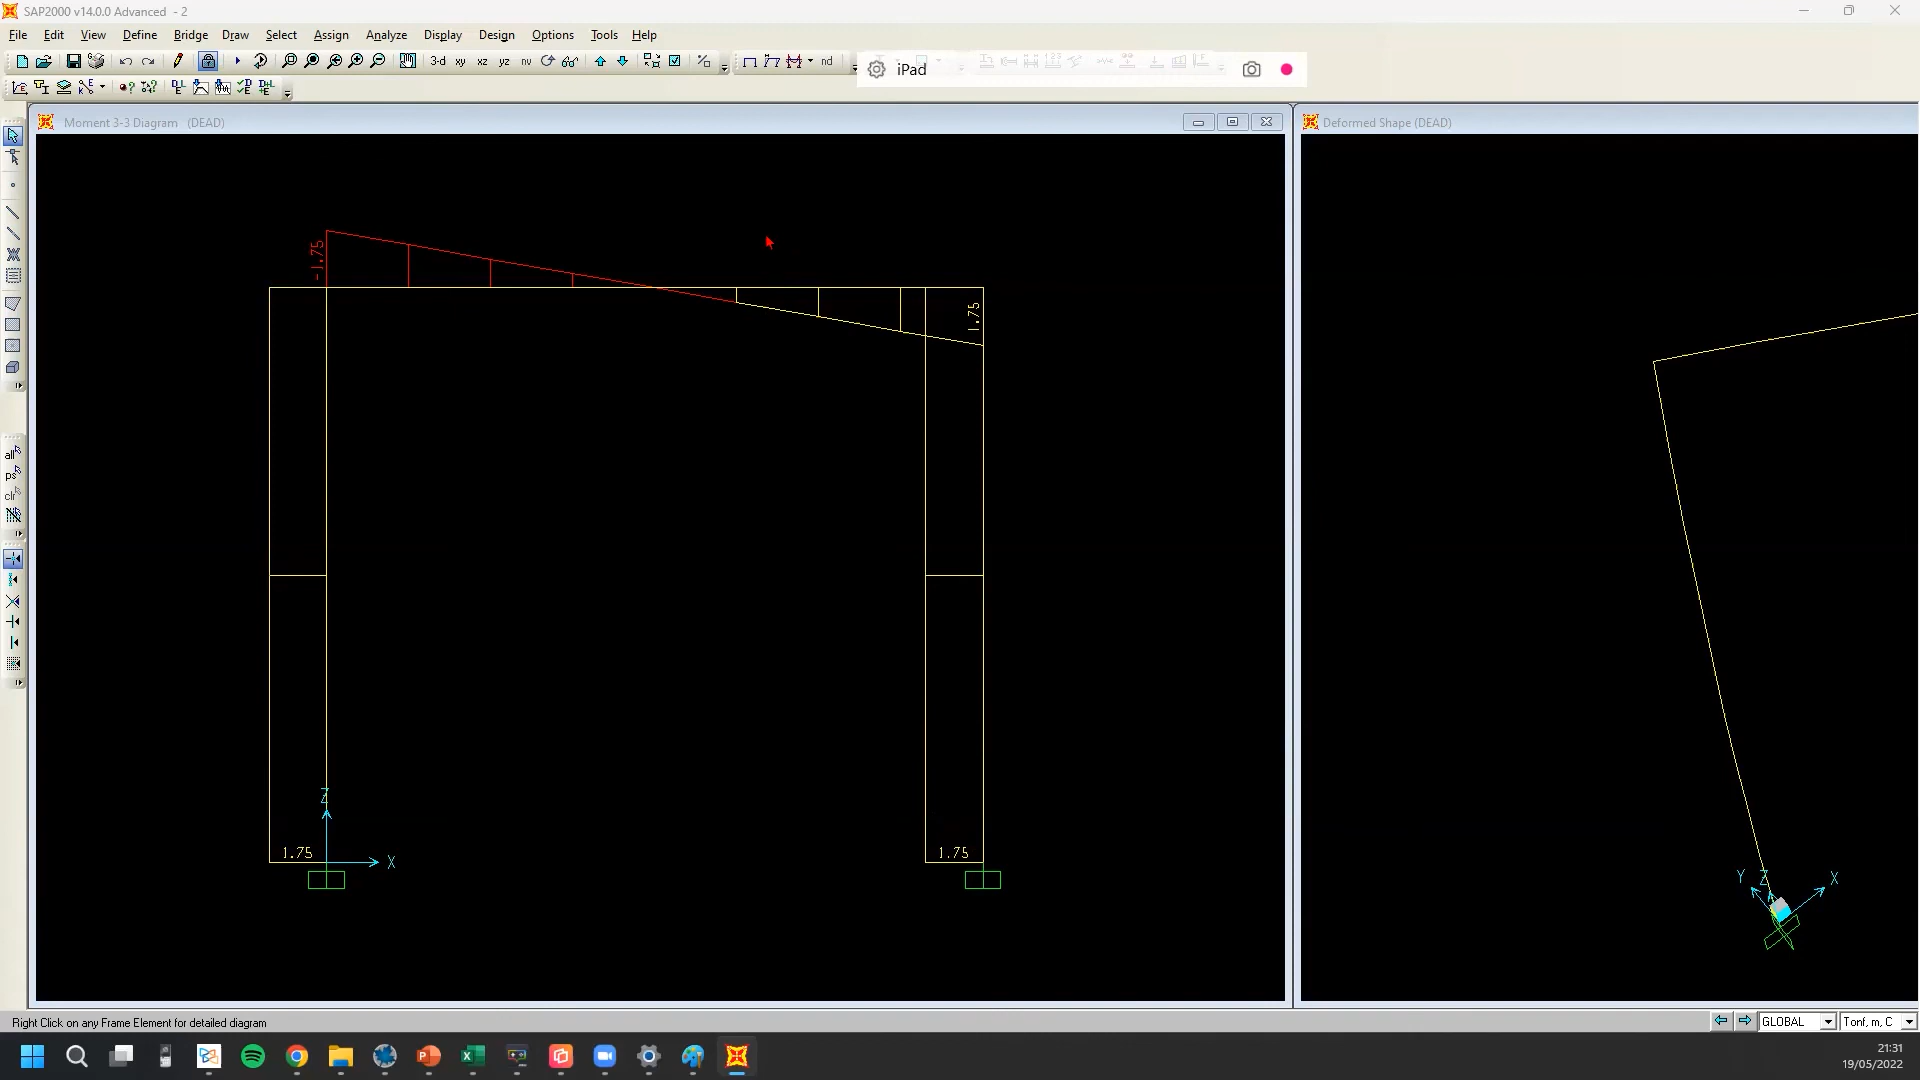 SAP2000 v14.0.0 Advanced - 2
File Edit View Define Bridge Draw Select Assign Analyze Display Design Options Tools Help
3-d xy xz yz nv nd
iPad
Moment 3-3 Diagram (DEAD)
Deformed Shape (DEAD)
-1.75
1.75
all
ps
clr
Z
1.75
X
1.75
Y
Z
X
Right Click on any Frame Element for detailed diagram
GLOBAL
Tonf, m, C
21:31
19/05/2022